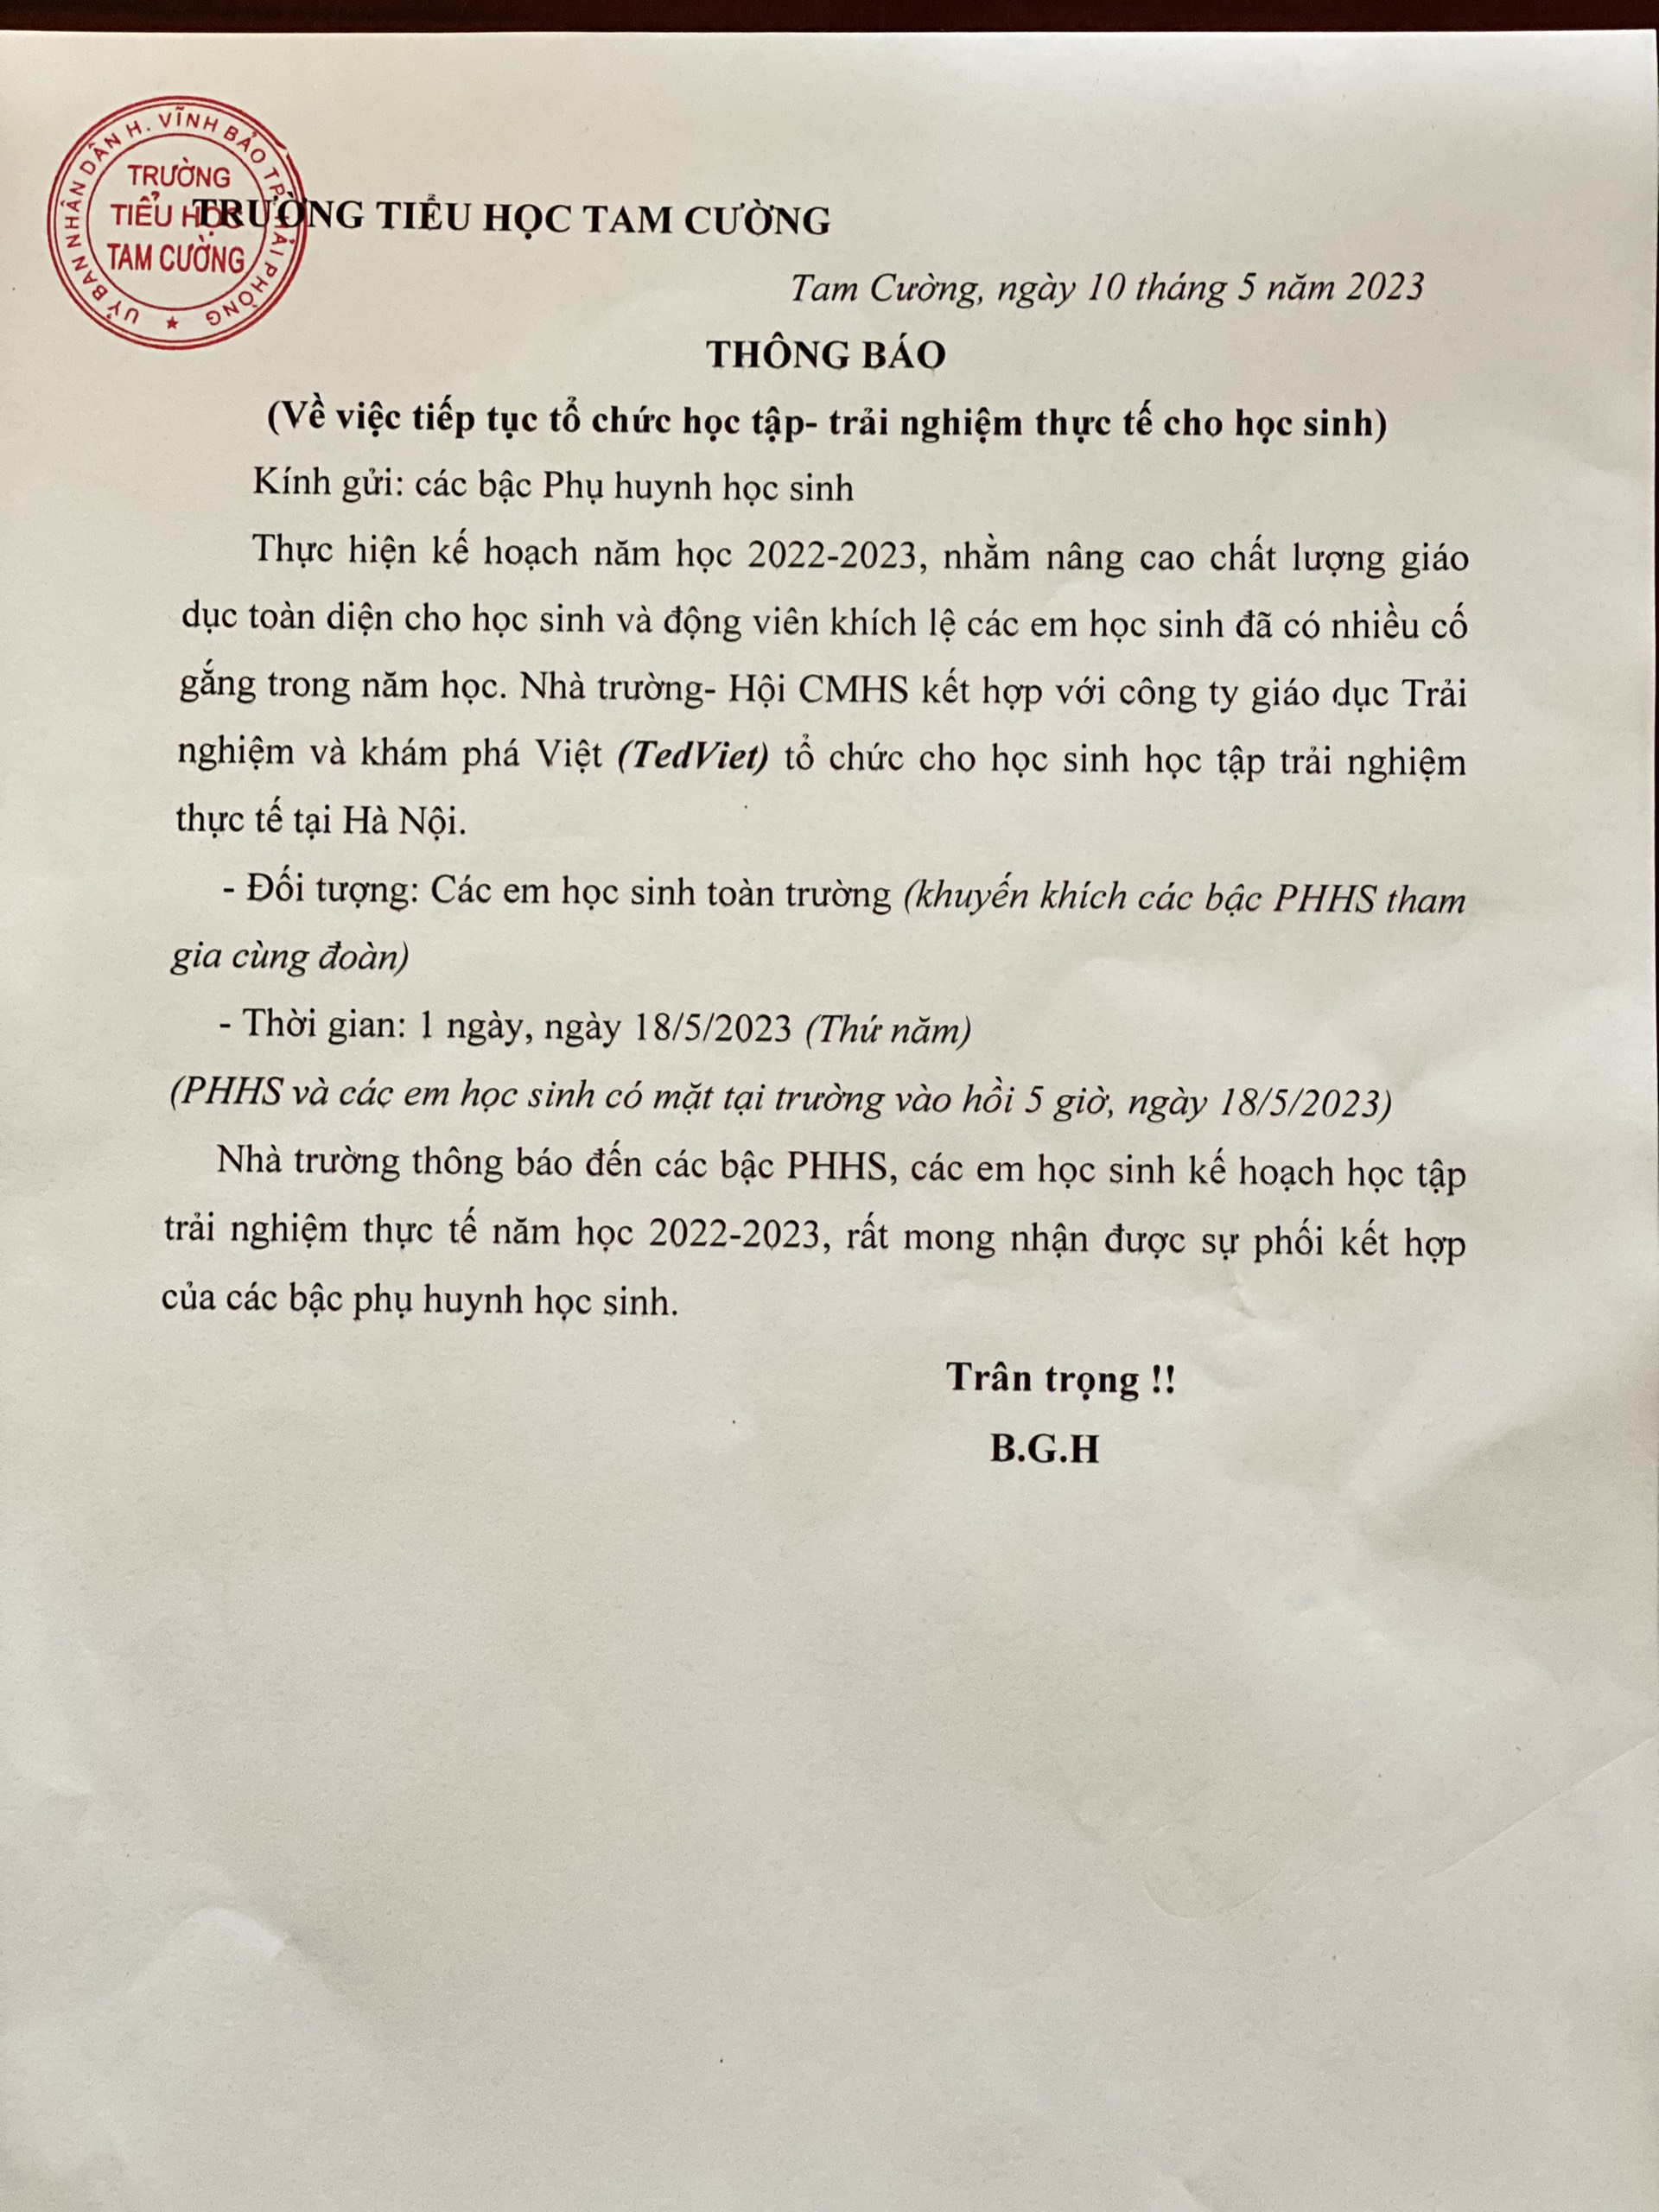 UỶ BAN NHÂN DÂN H. VĨNH BẢO TP. HẢI PHÒNG
TRƯỜNG
TIỂU HỌC
TAM CƯỜNG
TRƯỜNG TIỂU HỌC TAM CƯỜNG
Tam Cường, ngày 10 tháng 5 năm 2023
THÔNG BÁO
(Về việc tiếp tục tổ chức học tập- trải nghiệm thực tế cho học sinh)
Kính gửi: các bậc Phụ huynh học sinh
Thực hiện kế hoạch năm học 2022-2023, nhằm nâng cao chất lượng giáo
dục toàn diện cho học sinh và động viên khích lệ các em học sinh đã có nhiều cố
gắng trong năm học. Nhà trường- Hội CMHS kết hợp với công ty giáo dục Trải
nghiệm và khám phá Việt (TedViet) tổ chức cho học sinh học tập trải nghiệm
thực tế tại Hà Nội.
- Đối tượng: Các em học sinh toàn trường (khuyến khích các bậc PHHS tham
gia cùng đoàn)
- Thời gian: 1 ngày, ngày 18/5/2023 (Thứ năm)
(PHHS và các em học sinh có mặt tại trường vào hồi 5 giờ, ngày 18/5/2023)
Nhà trường thông báo đến các bậc PHHS, các em học sinh kế hoạch học tập
trải nghiệm thực tế năm học 2022-2023, rất mong nhận được sự phối kết hợp
của các bậc phụ huynh học sinh.
Trân trọng !!
B.G.H